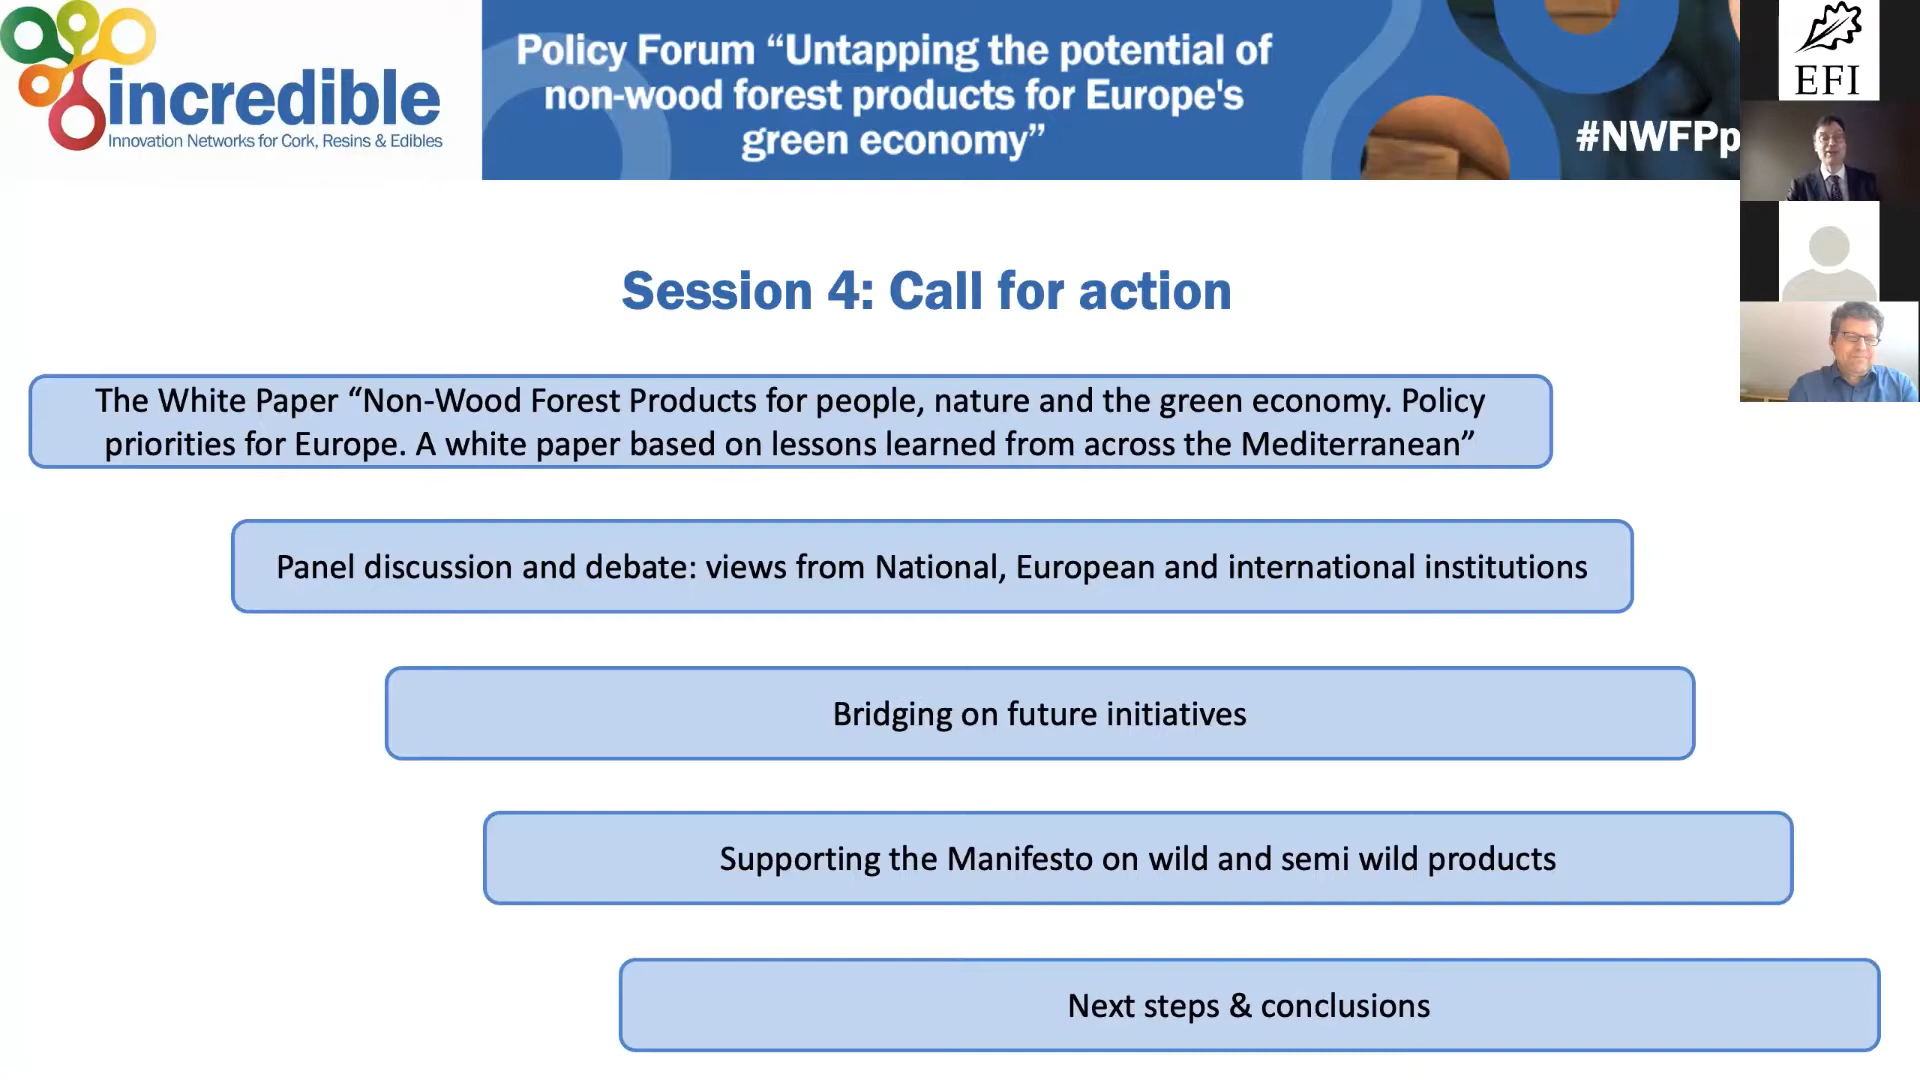 incredible
Innovation Networks for Cork, Resins & Edibles
Policy Forum “Untapping the potential of
non-wood forest products for Europe's
green economy”
#NWFPp
EFI
Session 4: Call for action
The White Paper “Non-Wood Forest Products for people, nature and the green economy. Policy
priorities for Europe. A white paper based on lessons learned from across the Mediterranean”
Panel discussion and debate: views from National, European and international institutions
Bridging on future initiatives
Supporting the Manifesto on wild and semi wild products
Next steps & conclusions